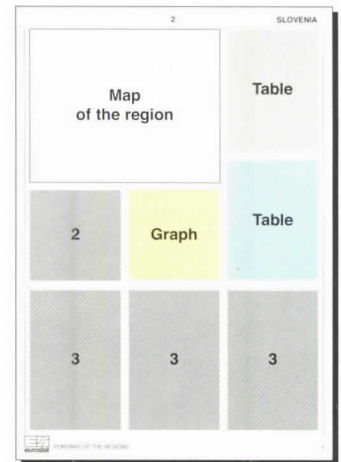 2 SLOVENIA
Map
of the region
Table
2
Graph
Table
3
3
3
eurostat PORTRAIT OF THE REGIONS